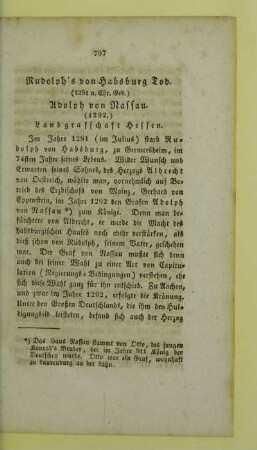 797
Rudolph's von Habsburg Tod.
(1291 n. Chr. Geb.)
Adolph von Nassau.
(1292.)
Landgrafschaft Hessen.
Im Jahre 1291 (im Julius) starb Ru-
dolph von Habsburg, zu Germersheim, im
74sten Jahre seines Lebens. Wider Wunsch und
Erwarten seines Sohnes, des Herzogs Albrecht
von Oestreich, wählte man, vornehmlich auf Be-
trieb des Erzbischofs von Mainz, Gerhard von
Eppenstein, im Jahre 1292 den Grafen Adolph
von Nassau *) zum Könige. Denn man be-
fürchtete von Albrecht, er werde die Macht des
habsburgischen Hauses noch mehr verstärken, als
dieß schon von Rudolph, seinem Vater, geschehen
war. Der Graf von Nassau mußte sich denn
auch bei seiner Wahl zu einer Art von Capitu-
lation (Regierungs-Bedingungen) verstehen, ehe
sich diese Wahl ganz für ihn entschied. Zu Aachen,
und zwar im Jahre 1292, erfolgte die Krönung.
Unter den Großen Deutschlands, die ihm den Hul-
digungseid leisteten, befand sich auch der Herzog
*) Das Haus Nassau stammt von Otto, des jungen
Konrad's Bruder, der im Jahre 911 König der
Deutschen wurde. Otto war ein Graf, wohnhaft
zu Laurenburg an der Lahn.